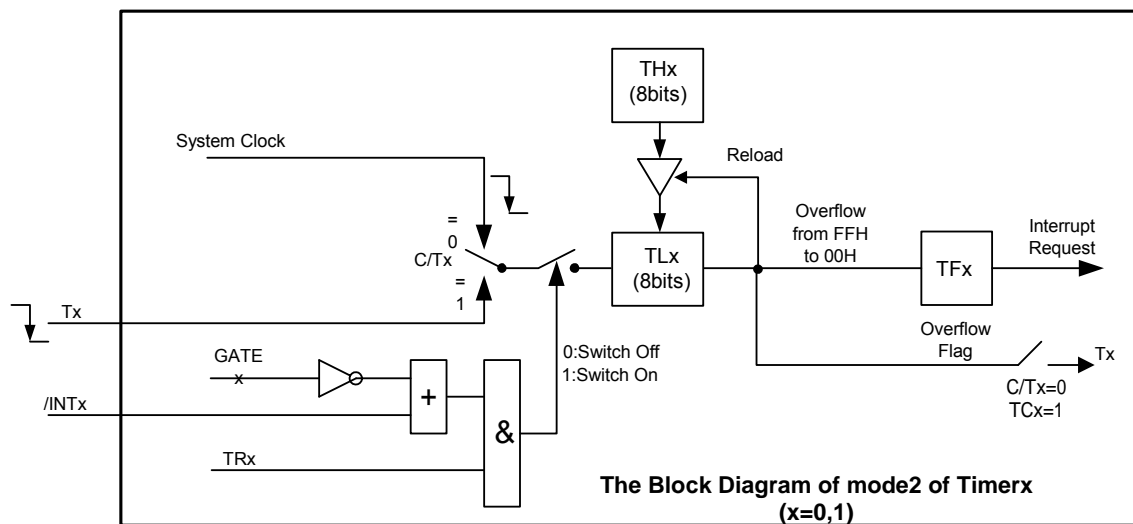 THx
(8bits)
System Clock
Reload
=
0
C/Tx
=
1
TLx
(8bits)
Overflow
from FFH
to 00H
TFx
Interrupt
Request
Tx
0:Switch Off
1:Switch On
Overflow
Flag
Tx
C/Tx=0
TCx=1
GATE
x
+
/INTx
&
TRx
The Block Diagram of mode2 of Timerx
(x=0,1)